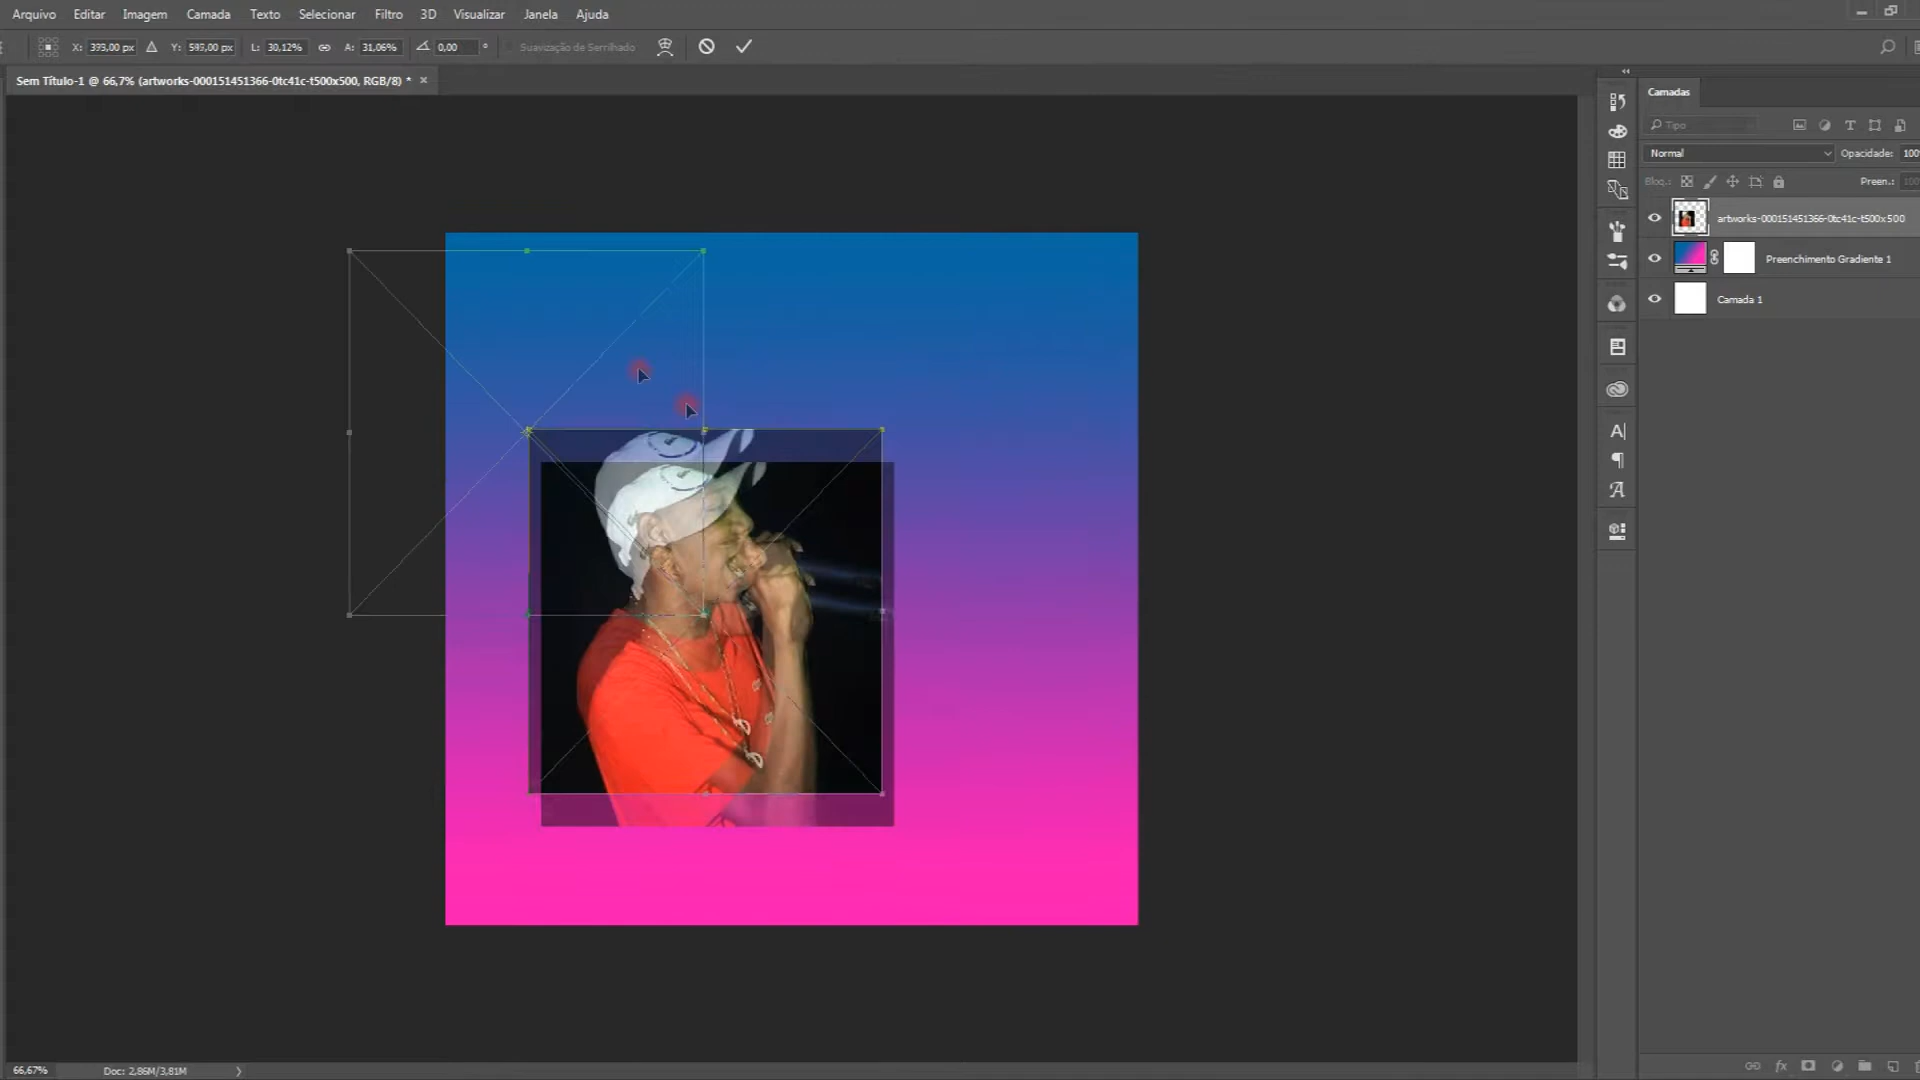 Arquivo Editar Imagem Camada Texto Selecionar Filtro 3D Visualizar Janela Ajuda
X: 393,00 px Y: 593,00 px L: 30,12% A: 31,06% 0,00 ° Suavização de Serrilhado
Sem Título-1 @ 66,7% (artworks-000151451366-0tc41c-t500x500, RGB/8) * ×
Camadas
Tipo
Normal Opacidade: 100
Bloq.: Preen.: 100
artworks-000151451366-0tc41c-t500x500
Preenchimento Gradiente 1
Camada 1
66,67% Doc: 2,86M/3,81M